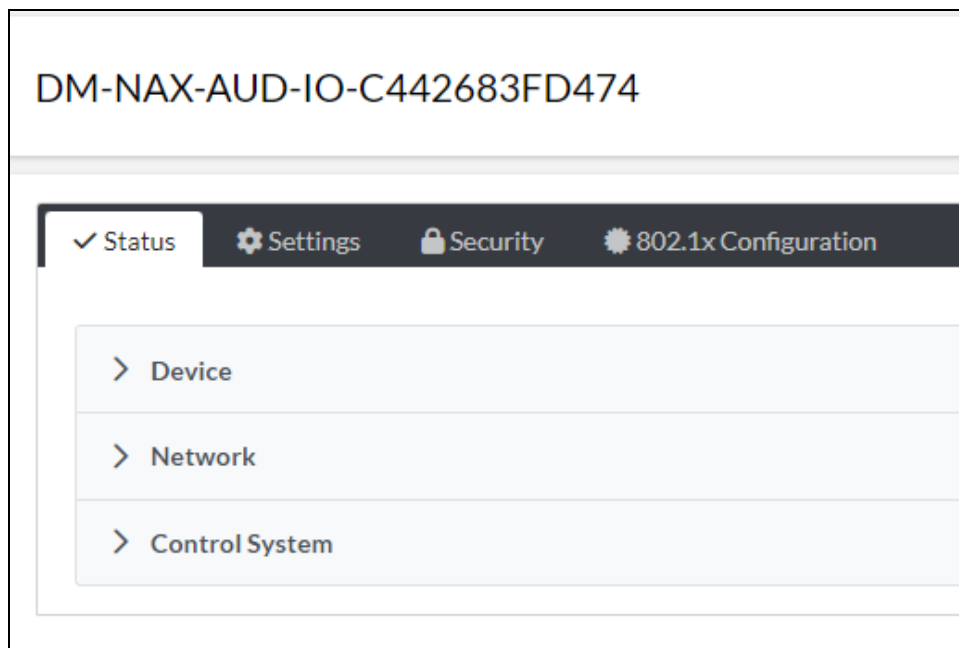 DM-NAX-AUD-IO-C442683FD474
Status Settings Security 802.1x Configuration
Device
Network
Control System